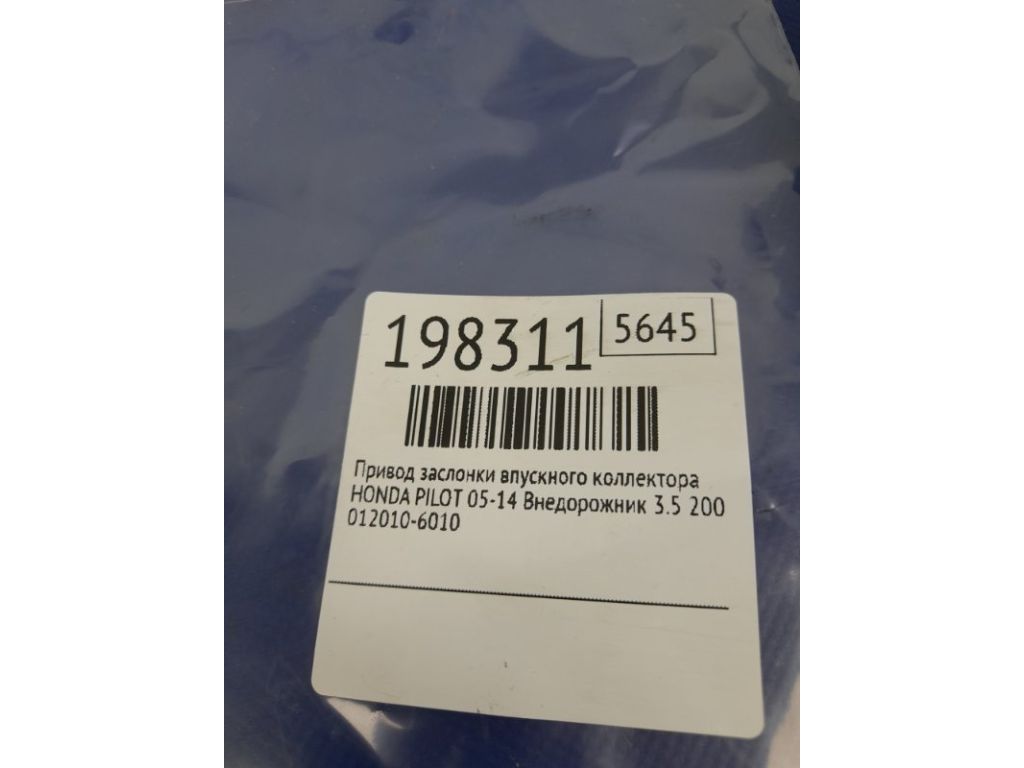 198311 5645
Привод заслонки впускного коллектора
HONDA PILOT 05-14 Внедорожник 3.5 200
012010-6010